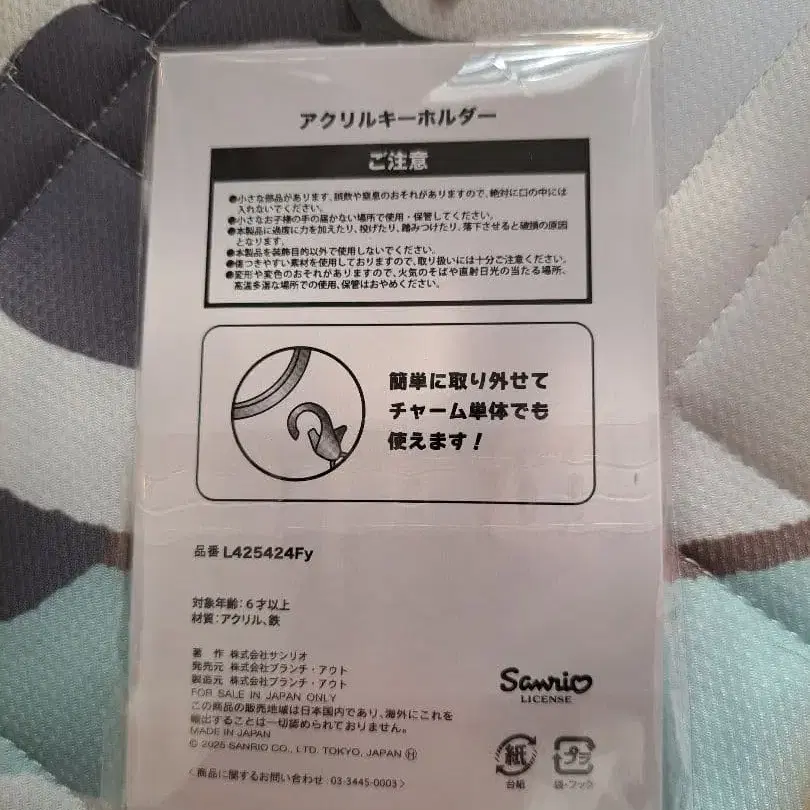 アクリルキーホルダー
ご注意
●小さな部品があります。誤飲や窒息のおそれがありますので、絶対に口の中には
入れないでください。
●小さなお子様の手の届かない場所で使用・保管してください。
●本製品に過度に力を加えたり、投げたり、踏みつけたり、落下させると破損の原因
となります。
●本製品を装飾目的以外で使用しないでください。
●傷つきやすい素材を使用しておりますので、取り扱いには十分ご注意ください。
●変形や変色のおそれがありますので、火気のそばや直射日光の当たる場所、
高温多湿な場所での使用、保管はおやめください。
簡単に取り外せて
チャーム単体でも
使えます!
品番 L425424Fy
対象年齢:6才以上
材質:アクリル、鉄
著 作 株式会社サンリオ
発売元 株式会社ブランチ・アウト
製造元 株式会社ブランチ・アウト
FOR SALE IN JAPAN ONLY
この商品の販売地域は日本国内であり、海外にこれを
輸出することは一切認められておりません。
MADE IN JAPAN
© 2025 SANRIO CO., LTD. TOKYO, JAPAN Ⓗ
<商品に関するお問い合わせ 03-3445-0003>
Sanrio
LICENSE
紙
台紙
プラ
袋・フック